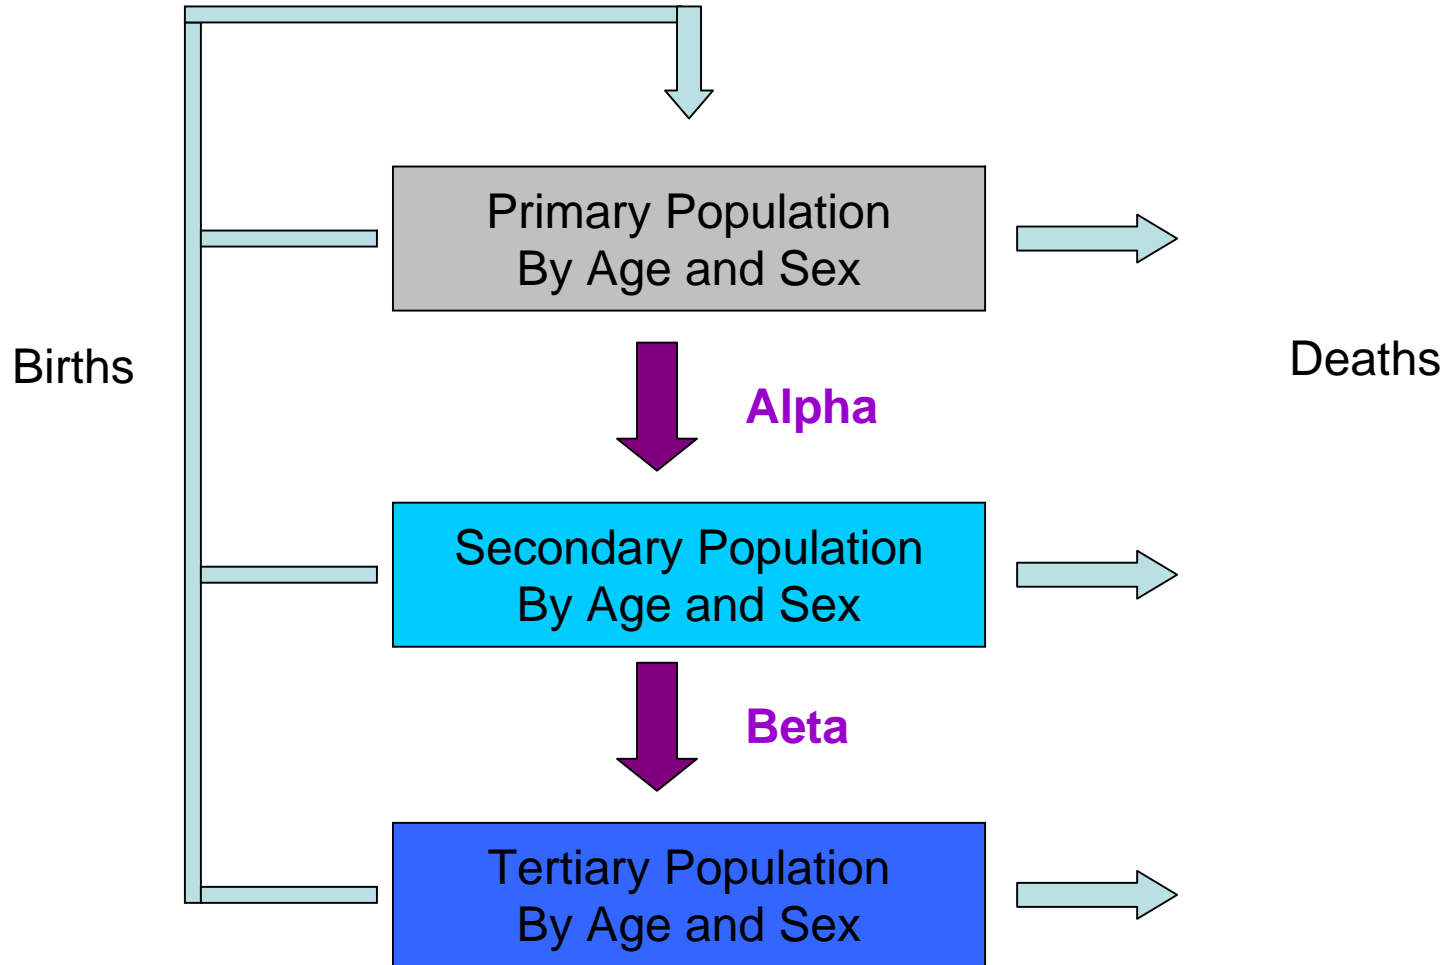 Primary Population
By Age and Sex
Births
Deaths
Alpha
Secondary Population
By Age and Sex
Beta
Tertiary Population
By Age and Sex